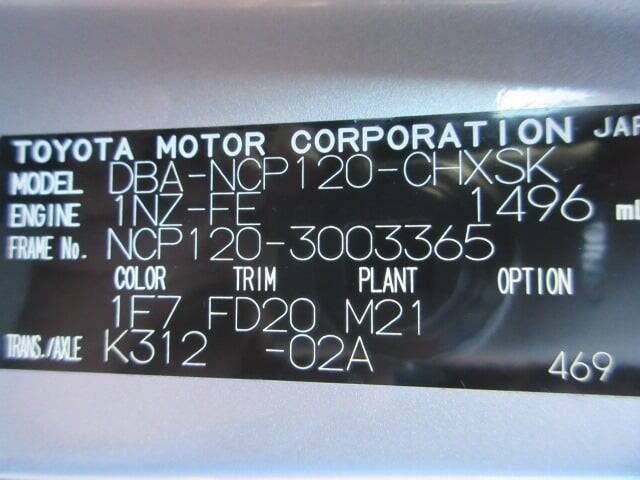 TOYOTA MOTOR CORPORATION JAP
MODEL DBA-NCP120-CHXSK
ENGINE 1NZ-FE 1496 ml
FRAME No. NCP120-3003365
COLOR TRIM PLANT OPTION
1F7 FD20 M21
TRANS./AXLE K312 -02A
469